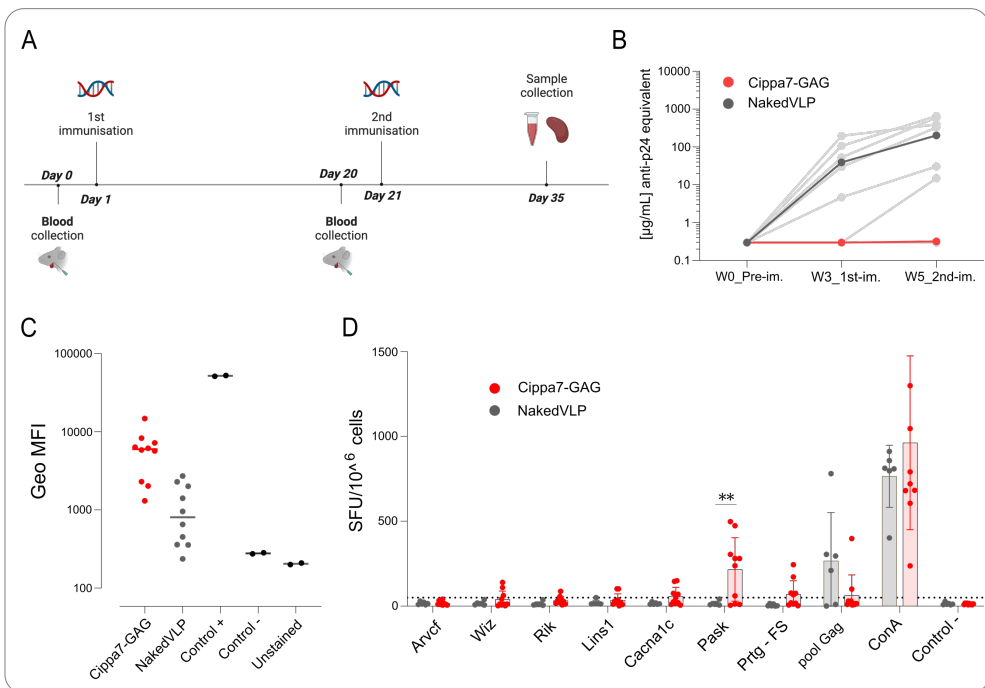 A
1st
immunisation
2nd
immunisation
Sample
collection
Day 0
Day 1
Day 20
Day 21
Day 35
Blood
collection
Blood
collection
B
[µg/mL] anti-p24 equivalent
10000
1000
100
10
1
0.1
Cippa7-GAG
NakedVLP
W0_Pre-im.
W3_1st-im.
W5_2nd-im.
C
Geo MFI
100000
10000
1000
100
Cippa7-GAG
NakedVLP
Control +
Control -
Unstained
D
SFU/10^6 cells
1500
1000
500
0
Cippa7-GAG
NakedVLP
**
Arvcf
Wiz
Rik
Lins1
Cacna1c
Pask
Prtg - FS
pool Gag
ConA
Control -